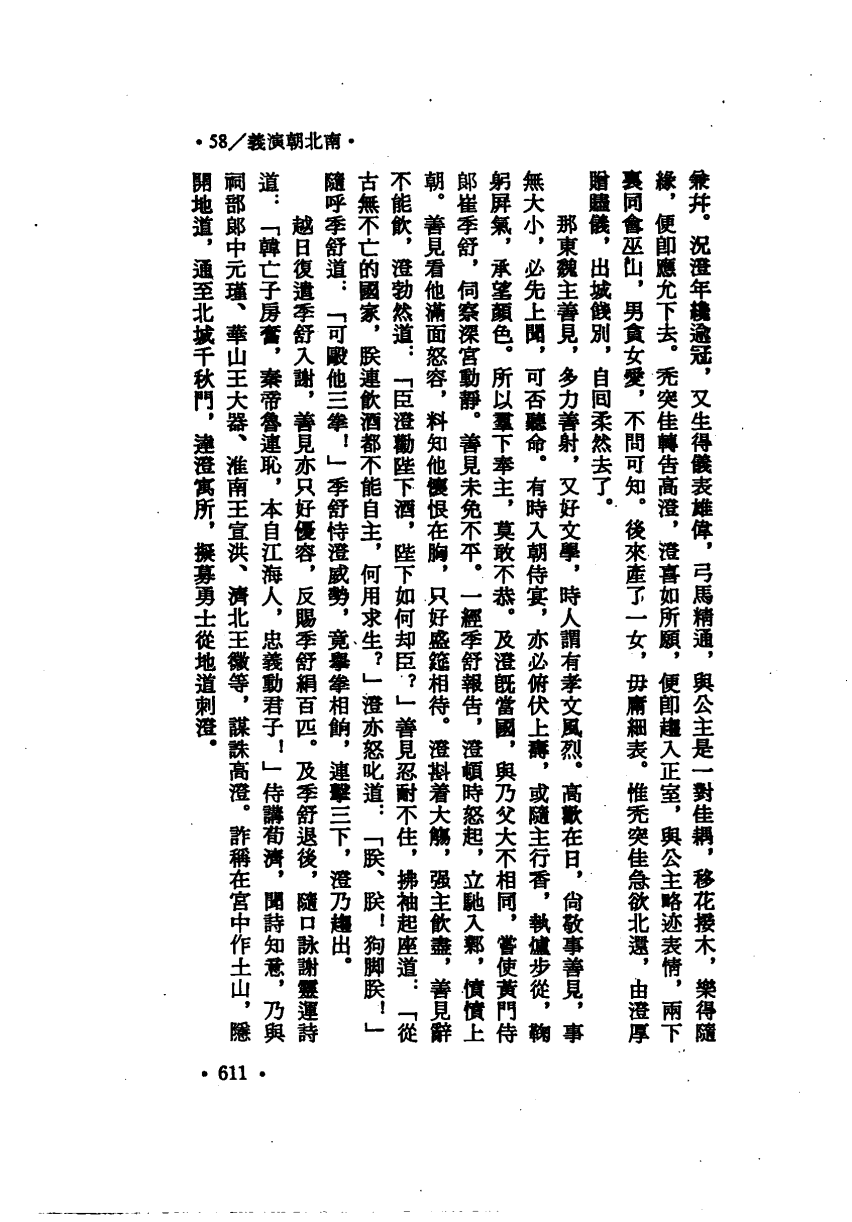 •58／義演朝北南•
兼幷。況澄年纔逾冠，又生得儀表雄偉，弓馬精通，與公主是一對佳耦，移花接木，樂得隨
緣，便卽應允下去。禿突佳轉告高澄，澄喜如所願，便卽趨入正室，與公主略迹表情，兩下
裏同會巫山，男貪女愛，不問可知。後來產了一女，毋庸細表。惟禿突佳急欲北還，由澄厚
贈贐儀，出城餞別，自回柔然去了。
那東魏主善見，多力善射，又好文學，時人謂有孝文風烈。高歡在日，尙敬事善見，事
無大小，必先上聞，可否聽命。有時入朝侍宴，亦必俯伏上壽，或隨主行香，執爐步從，鞠
躬屛氣，承望顏色。所以羣下奉主，莫敢不恭。及澄旣當國，與乃父大不相同，嘗使黃門侍
郎崔季舒，伺察深宮動靜。善見未免不平。一經季舒報告，澄頓時怒起，立馳入鄴，憤憤上
朝。善見看他滿面怒容，料知他懷恨在胸，只好盛筵相待。澄斟着大觴，强主飲盡，善見辭
不能飲，澄勃然道：「臣澄勸陛下酒，陛下如何却臣？」善見忍耐不住，拂袖起座道：「從
古無不亡的國家，朕連飲酒都不能自主，何用求生？」澄亦怒叱道：「朕、朕！狗脚朕！」
隨呼季舒道：「可毆他三拳！」季舒恃澄威勢，竟舉拳相餉，連擊三下，澄乃趨出。
越日復遣季舒入謝，善見亦只好優容，反賜季舒絹百匹。及季舒退後，隨口詠謝靈運詩
道：「韓亡子房奮，秦帝魯連恥，本自江海人，忠義動君子！」侍講荀濟，聞詩知意，乃與
祠部郎中元瑾、華山王大器、淮南王宣洪、濟北王徽等，謀誅高澄。詐稱在宮中作土山，隱
開地道，通至北城千秋門，達澄寓所，擬募勇士從地道刺澄。
•611•